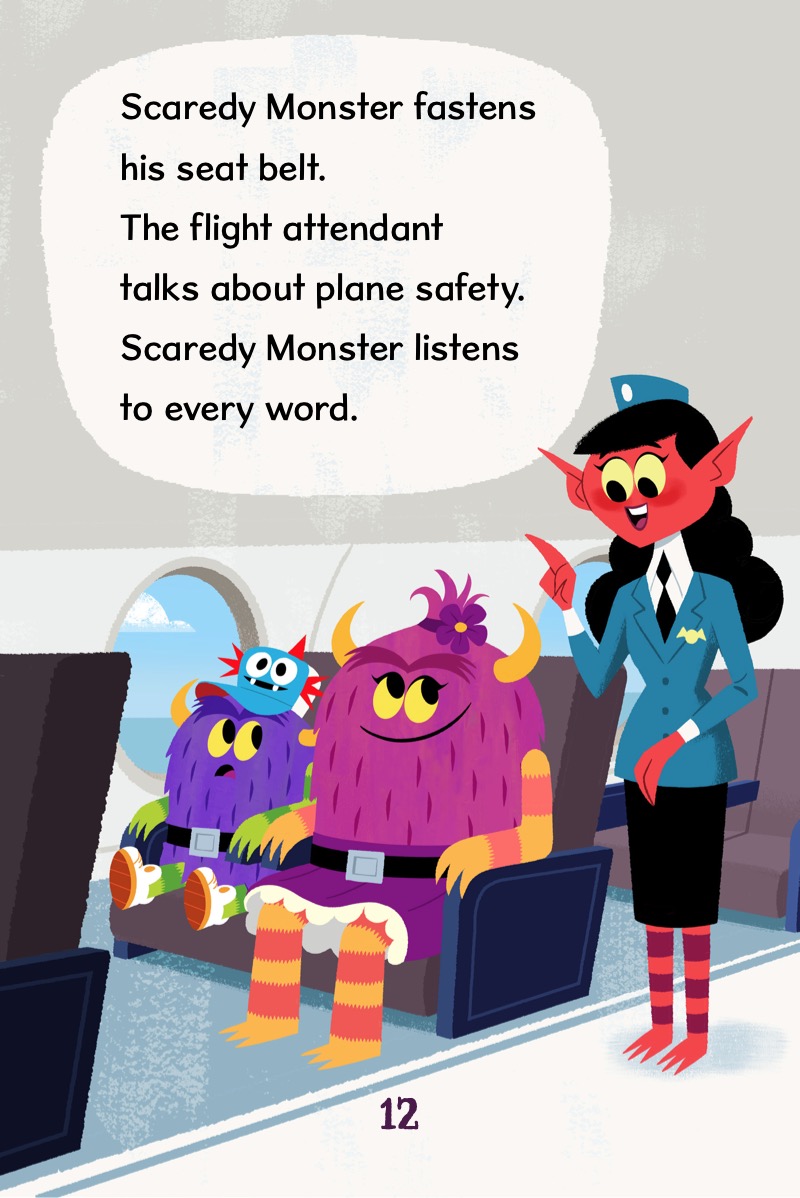 Scaredy Monster fastens
his seat belt.
The flight attendant
talks about plane safety.
Scaredy Monster listens
to every word.
12